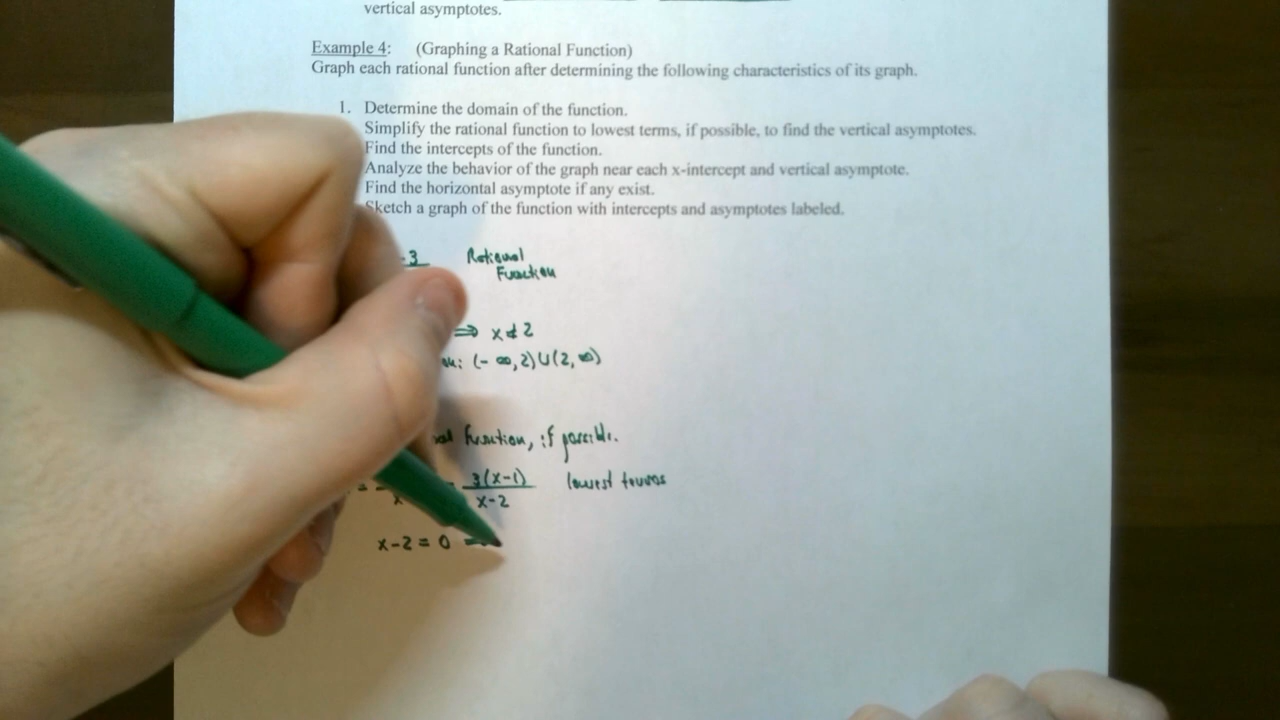 vertical asymptotes.
Example 4: (Graphing a Rational Function)
Graph each rational function after determining the following characteristics of its graph.
1. Determine the domain of the function.
Simplify the rational function to lowest terms, if possible, to find the vertical asymptotes.
Find the intercepts of the function.
Analyze the behavior of the graph near each x-intercept and vertical asymptote.
Find the horizontal asymptote if any exist.
Sketch a graph of the function with intercepts and asymptotes labeled.
-3 Rational
Function
⇒ x ≠ 2
: (-∞,2)∪(2,∞)
function, if possible.
= 3(x-1) lowest terms
x-2
x-2 = 0